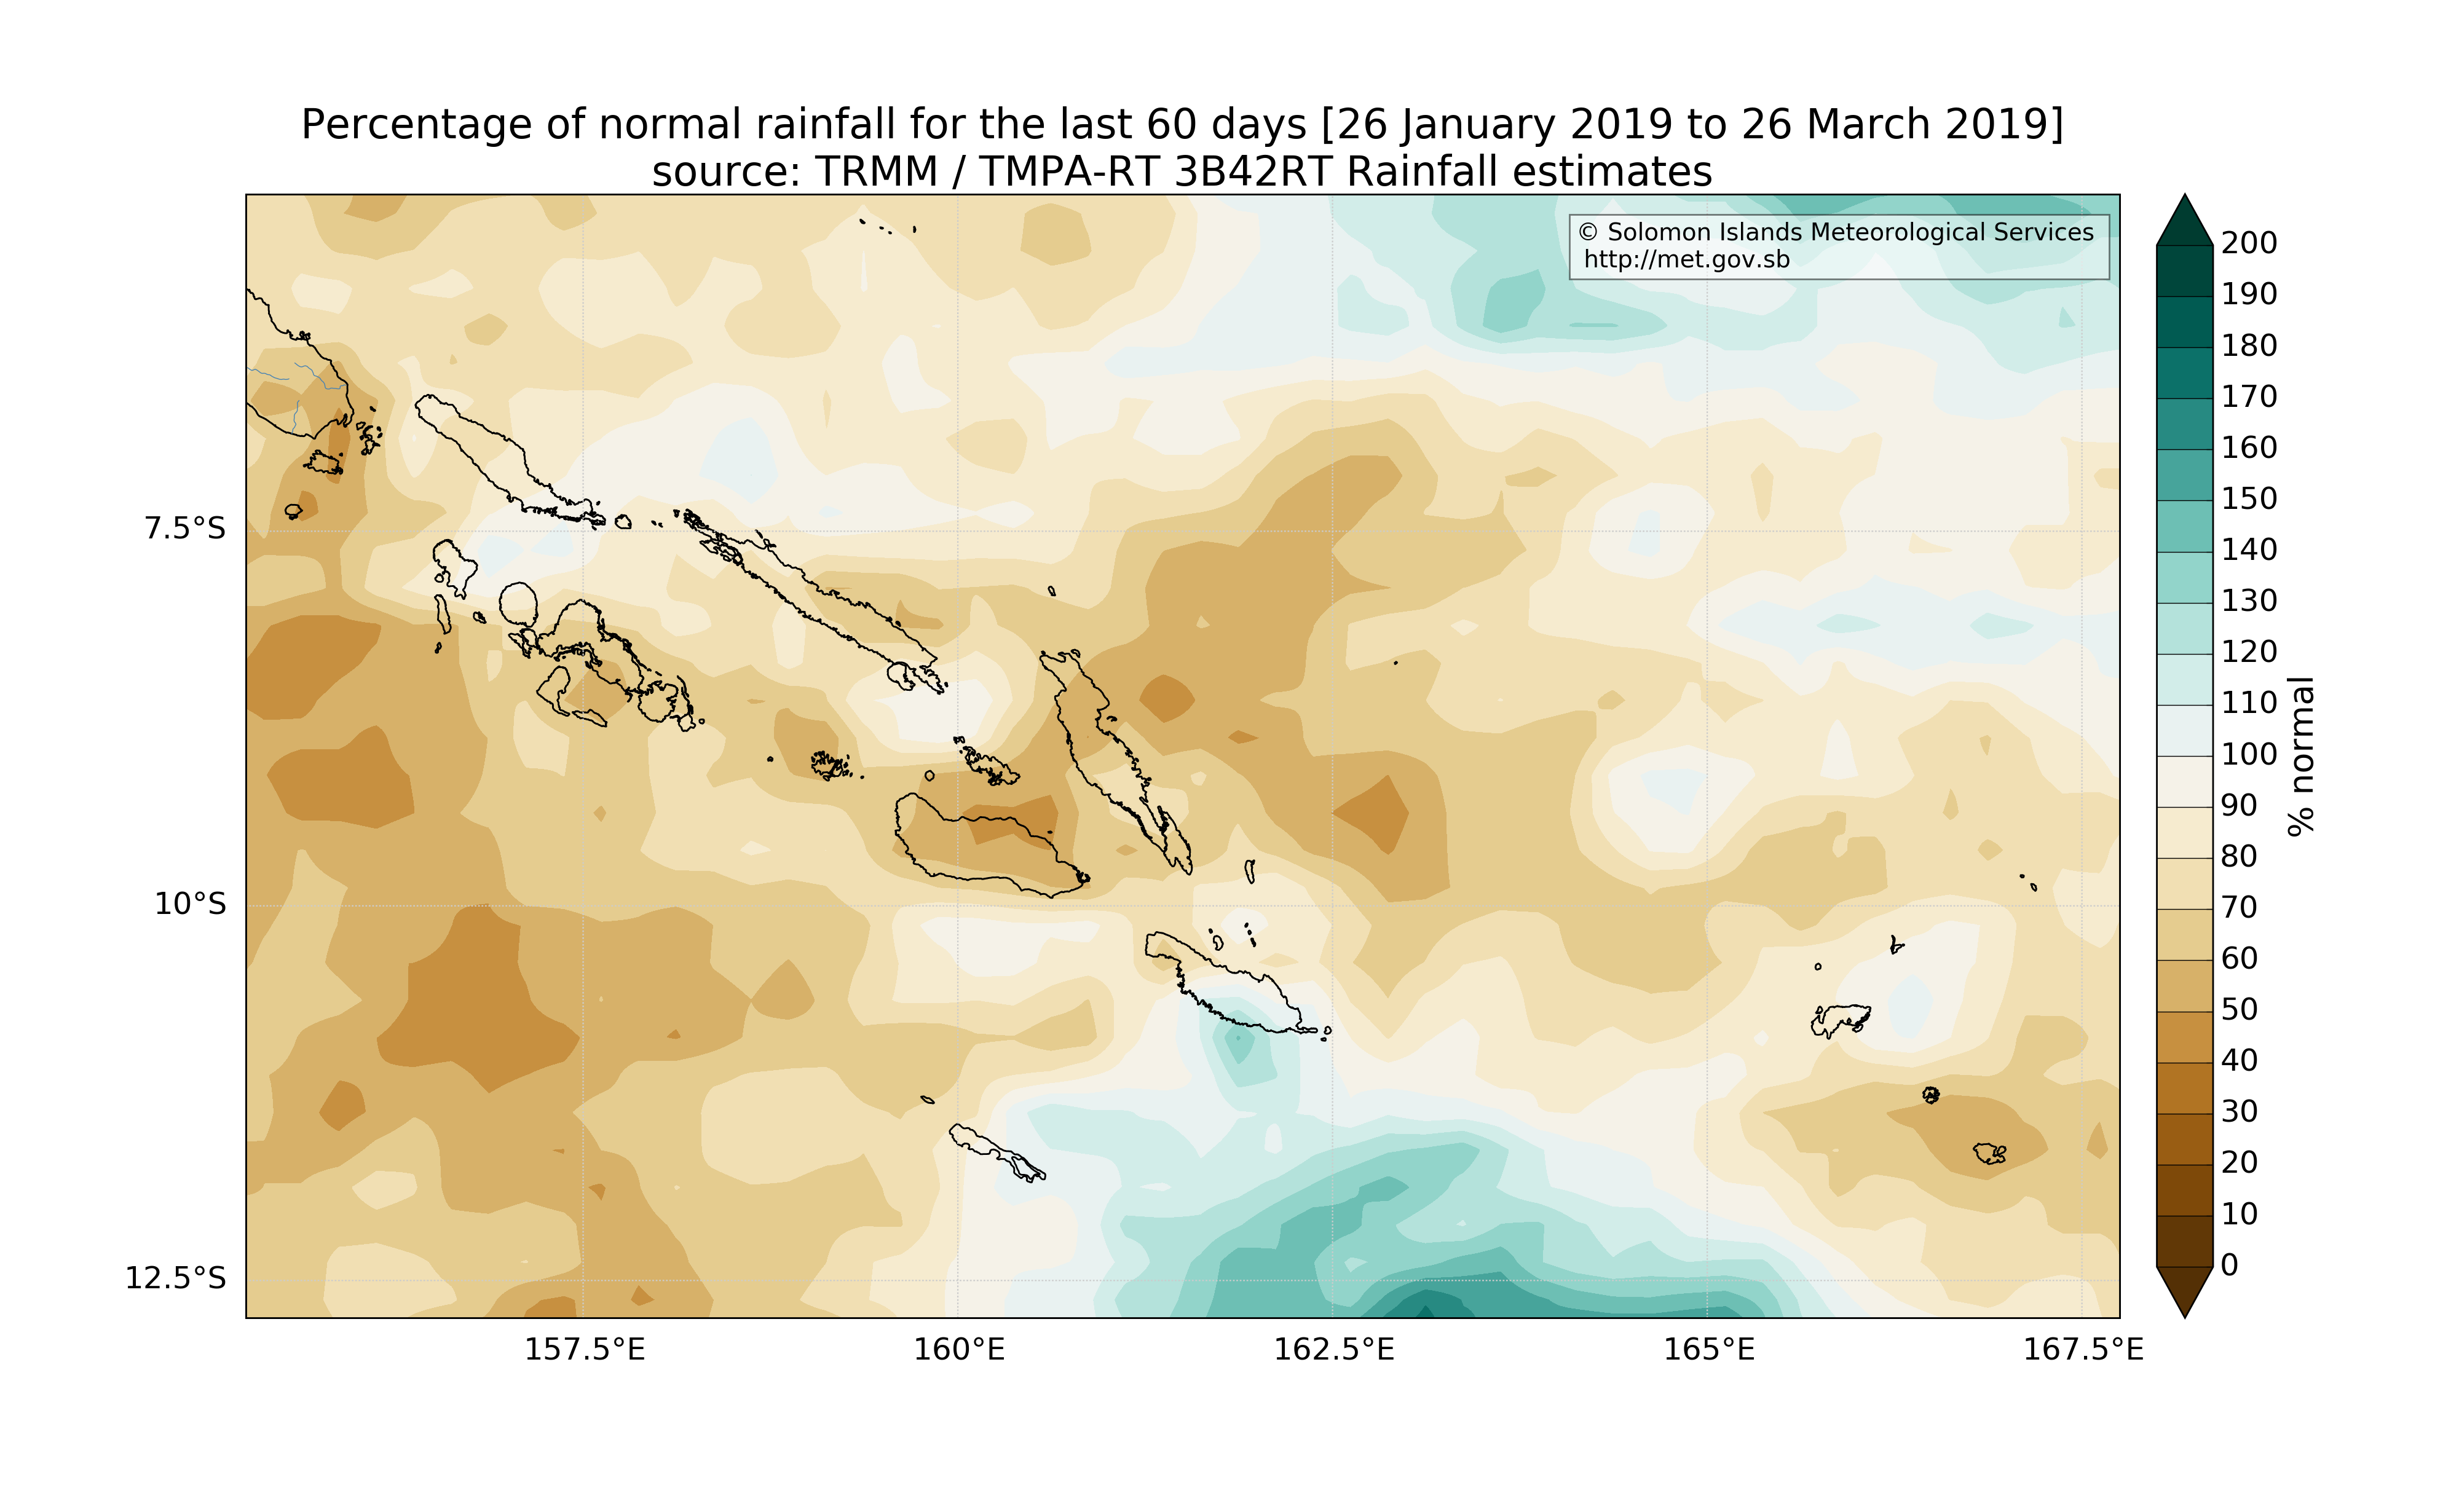 Percentage of normal rainfall for the last 60 days [26 January 2019 to 26 March 2019]
source: TRMM / TMPA-RT 3B42RT Rainfall estimates
© Solomon Islands Meteorological Services
http://met.gov.sb
7.5°S
10°S
12.5°S
157.5°E
160°E
162.5°E
165°E
167.5°E
200
190
180
170
160
150
140
130
120
110
100
90
80
70
60
50
40
30
20
10
0
% normal